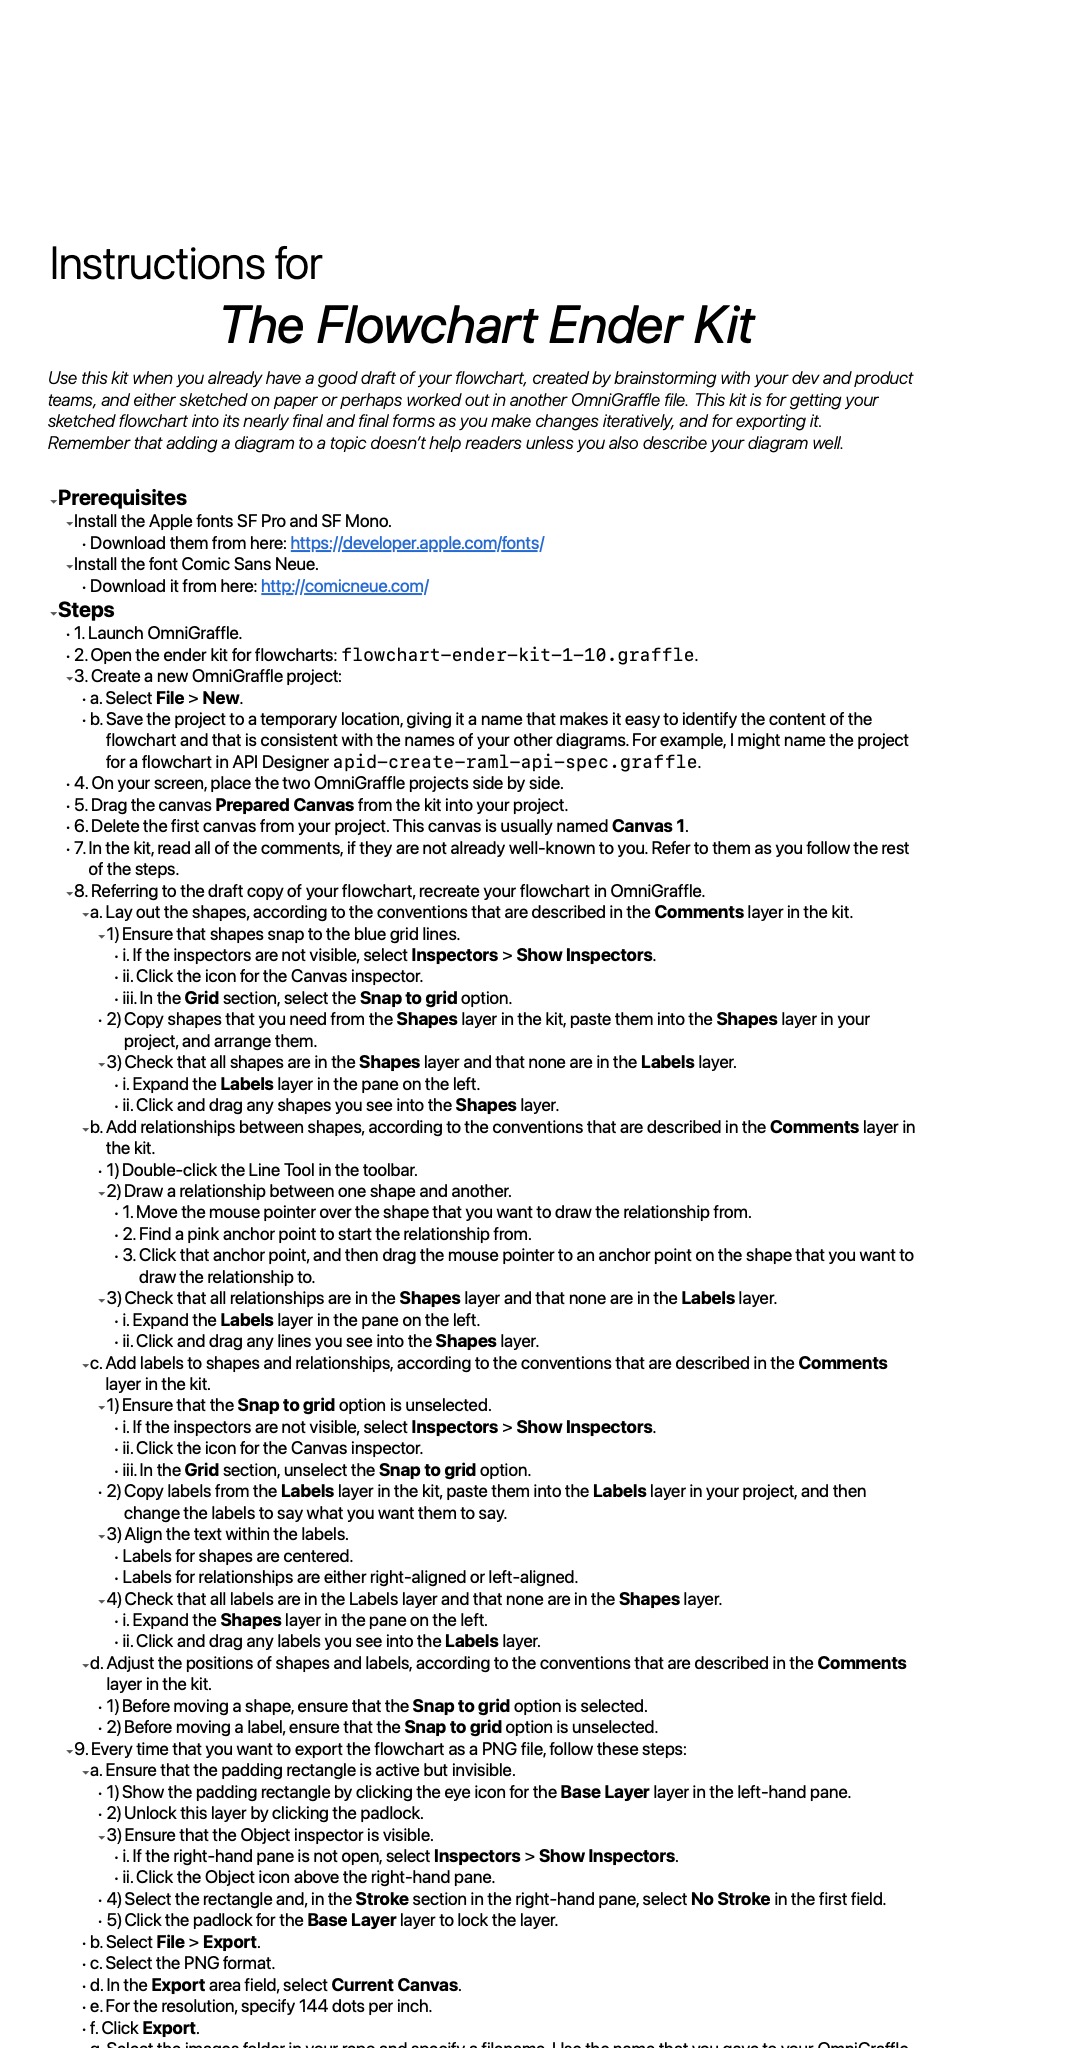 Instructions for
The Flowchart Ender Kit
Use this kit when you already have a good draft of your flowchart, created by brainstorming with your dev and product
teams, and either sketched on paper or perhaps worked out in another OmniGraffle file. This kit is for getting your
sketched flowchart into its nearly final and final forms as you make changes iteratively, and for exporting it.
Remember that adding a diagram to a topic doesn’t help readers unless you also describe your diagram well.
Prerequisites
Install the Apple fonts SF Pro and SF Mono.
• Download them from here: https://developer.apple.com/fonts/
Install the font Comic Sans Neue.
• Download it from here: http://comicneue.com/
Steps
• 1. Launch OmniGraffle.
• 2. Open the ender kit for flowcharts: flowchart-ender-kit-1-10.graffle.
3. Create a new OmniGraffle project:
• a. Select File > New.
• b. Save the project to a temporary location, giving it a name that makes it easy to identify the content of the
flowchart and that is consistent with the names of your other diagrams. For example, I might name the project
for a flowchart in API Designer apid-create-raml-api-spec.graffle.
• 4. On your screen, place the two OmniGraffle projects side by side.
• 5. Drag the canvas Prepared Canvas from the kit into your project.
• 6. Delete the first canvas from your project. This canvas is usually named Canvas 1.
• 7. In the kit, read all of the comments, if they are not already well-known to you. Refer to them as you follow the rest
of the steps.
8. Referring to the draft copy of your flowchart, recreate your flowchart in OmniGraffle.
a. Lay out the shapes, according to the conventions that are described in the Comments layer in the kit.
1) Ensure that shapes snap to the blue grid lines.
• i. If the inspectors are not visible, select Inspectors > Show Inspectors.
• ii. Click the icon for the Canvas inspector.
• iii. In the Grid section, select the Snap to grid option.
• 2) Copy shapes that you need from the Shapes layer in the kit, paste them into the Shapes layer in your
project, and arrange them.
3) Check that all shapes are in the Shapes layer and that none are in the Labels layer.
• i. Expand the Labels layer in the pane on the left.
• ii. Click and drag any shapes you see into the Shapes layer.
b. Add relationships between shapes, according to the conventions that are described in the Comments layer in
the kit.
• 1) Double-click the Line Tool in the toolbar.
2) Draw a relationship between one shape and another.
• 1. Move the mouse pointer over the shape that you want to draw the relationship from.
• 2. Find a pink anchor point to start the relationship from.
• 3. Click that anchor point, and then drag the mouse pointer to an anchor point on the shape that you want to
draw the relationship to.
3) Check that all relationships are in the Shapes layer and that none are in the Labels layer.
• i. Expand the Labels layer in the pane on the left.
• ii. Click and drag any lines you see into the Shapes layer.
c. Add labels to shapes and relationships, according to the conventions that are described in the Comments
layer in the kit.
1) Ensure that the Snap to grid option is unselected.
• i. If the inspectors are not visible, select Inspectors > Show Inspectors.
• ii. Click the icon for the Canvas inspector.
• iii. In the Grid section, unselect the Snap to grid option.
• 2) Copy labels from the Labels layer in the kit, paste them into the Labels layer in your project, and then
change the labels to say what you want them to say.
3) Align the text within the labels.
• Labels for shapes are centered.
• Labels for relationships are either right-aligned or left-aligned.
4) Check that all labels are in the Labels layer and that none are in the Shapes layer.
• i. Expand the Shapes layer in the pane on the left.
• ii. Click and drag any labels you see into the Labels layer.
d. Adjust the positions of shapes and labels, according to the conventions that are described in the Comments
layer in the kit.
• 1) Before moving a shape, ensure that the Snap to grid option is selected.
• 2) Before moving a label, ensure that the Snap to grid option is unselected.
9. Every time that you want to export the flowchart as a PNG file, follow these steps:
a. Ensure that the padding rectangle is active but invisible.
• 1) Show the padding rectangle by clicking the eye icon for the Base Layer layer in the left-hand pane.
• 2) Unlock this layer by clicking the padlock.
3) Ensure that the Object inspector is visible.
• i. If the right-hand pane is not open, select Inspectors > Show Inspectors.
• ii. Click the Object icon above the right-hand pane.
• 4) Select the rectangle and, in the Stroke section in the right-hand pane, select No Stroke in the first field.
• 5) Click the padlock for the Base Layer layer to lock the layer.
• b. Select File > Export.
• c. Select the PNG format.
• d. In the Export area field, select Current Canvas.
• e. For the resolution, specify 144 dots per inch.
• f. Click Export.
g. Select the images folder in your repo and specify a filename. Use the name that you gave to your OmniGraffle